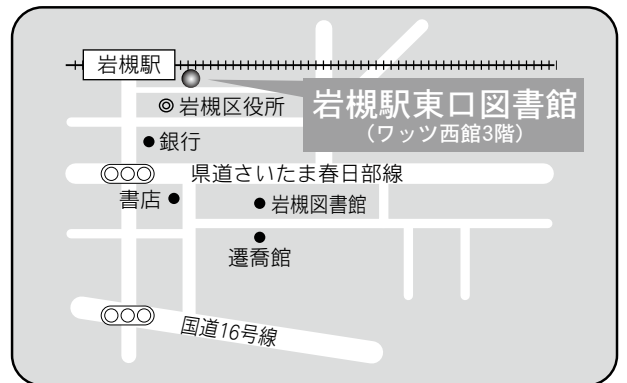 岩槻駅
岩槻駅東口図書館
（ワッツ西館3階）
◎岩槻区役所
●銀行
県道さいたま春日部線
書店●
●岩槻図書館
遷喬館
国道16号線